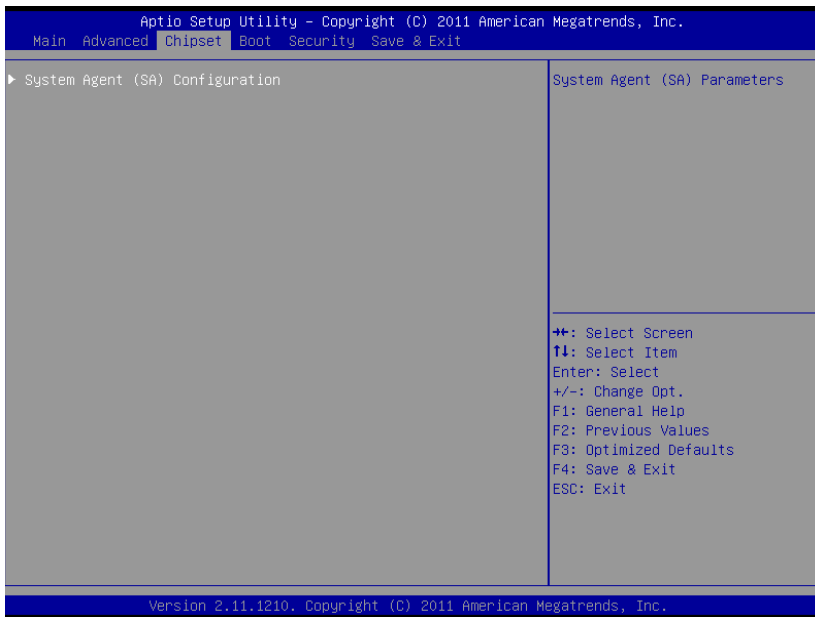 Aptio Setup Utility – Copyright (C) 2011 American Megatrends, Inc.
Main Advanced Chipset Boot Security Save & Exit
▶ System Agent (SA) Configuration
System Agent (SA) Parameters
→←: Select Screen
↑↓: Select Item
Enter: Select
+/-: Change Opt.
F1: General Help
F2: Previous Values
F3: Optimized Defaults
F4: Save & Exit
ESC: Exit
Version 2.11.1210. Copyright (C) 2011 American Megatrends, Inc.